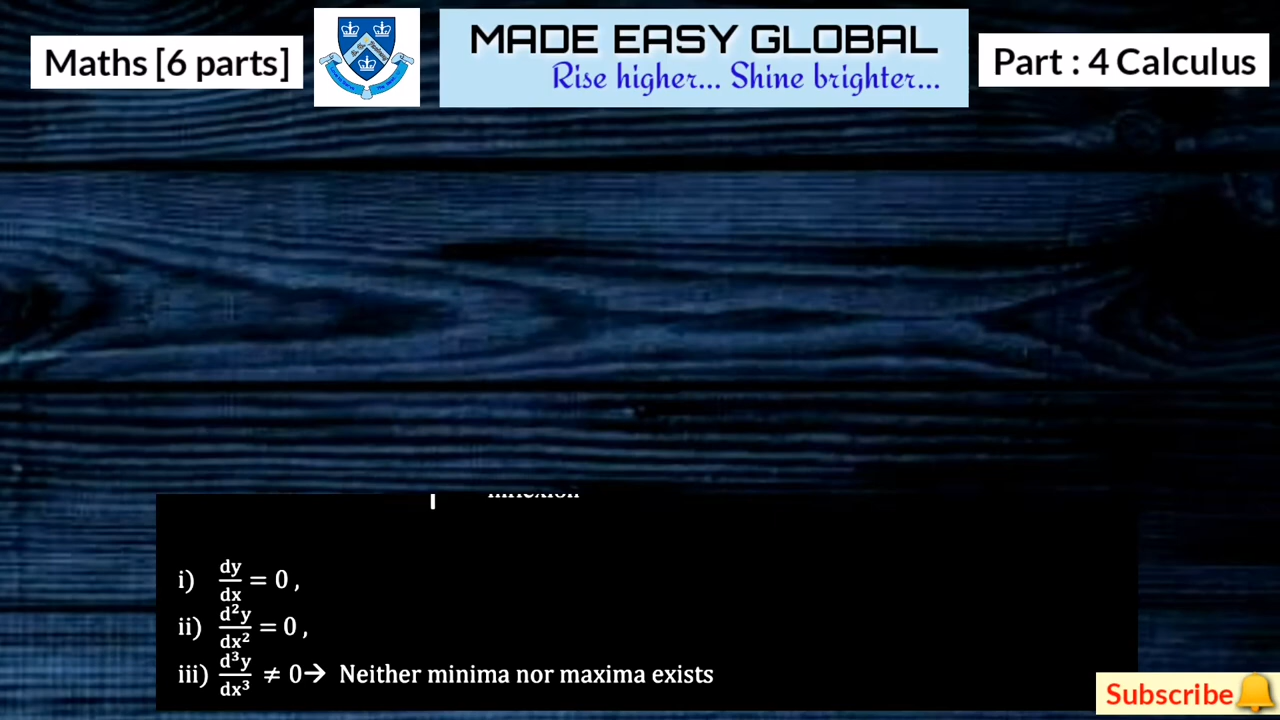 Maths [6 parts]
MADE EASY GLOBAL
Rise higher... Shine brighter...
Part : 4 Calculus
i) dy/dx = 0 ,
ii) d²y/dx² = 0 ,
iii) d³y/dx³ ≠ 0→ Neither minima nor maxima exists
Subscribe